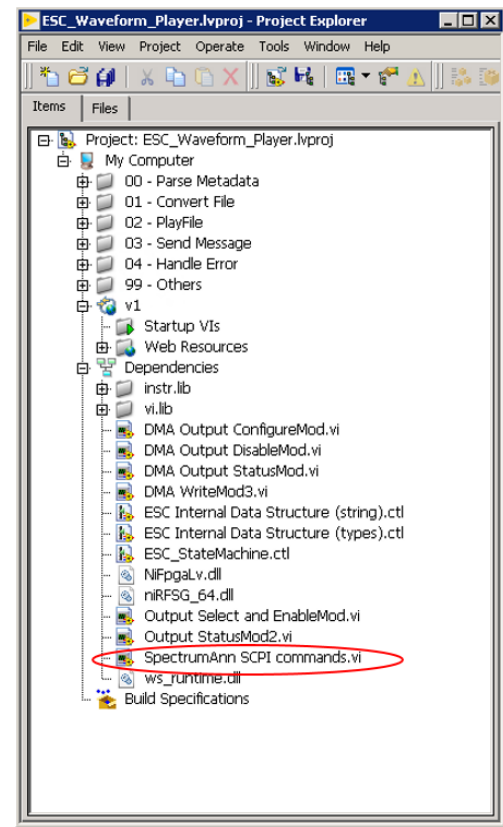 ESC_Waveform_Player.lvproj - Project Explorer
File Edit View Project Operate Tools Window Help
Items Files
Project: ESC_Waveform_Player.lvproj
My Computer
00 - Parse Metadata
01 - Convert File
02 - PlayFile
03 - Send Message
04 - Handle Error
99 - Others
v1
Startup VIs
Web Resources
Dependencies
instr.lib
vi.lib
DMA Output ConfigureMod.vi
DMA Output DisableMod.vi
DMA Output StatusMod.vi
DMA WriteMod3.vi
ESC Internal Data Structure (string).ctl
ESC Internal Data Structure (types).ctl
ESC_StateMachine.ctl
NiFpgaLv.dll
niRFSG_64.dll
Output Select and EnableMod.vi
Output StatusMod2.vi
SpectrumAnn SCPI commands.vi
ws_runtime.dll
Build Specifications